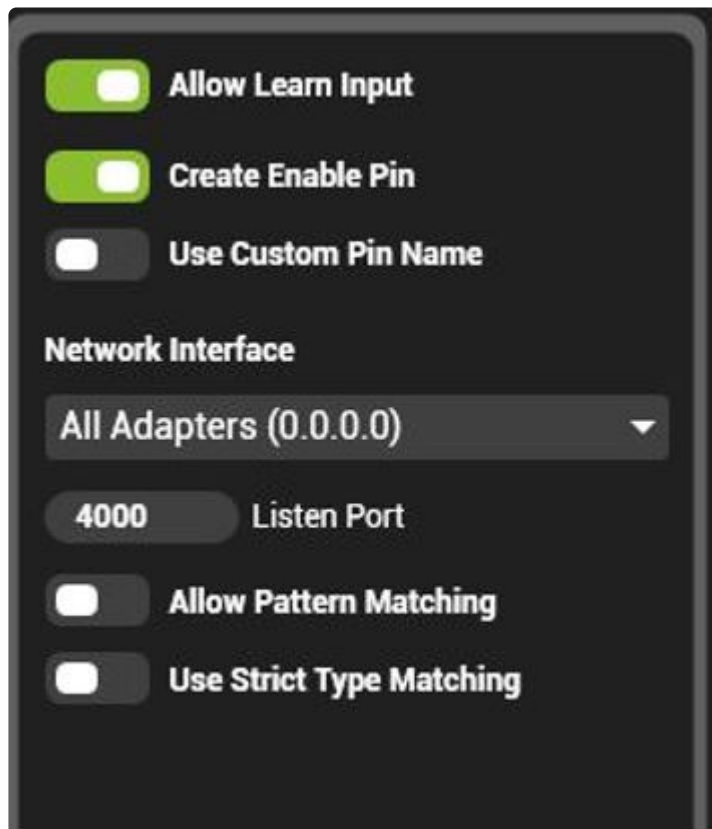 Allow Learn Input
Create Enable Pin
Use Custom Pin Name
Network Interface
All Adapters (0.0.0.0)
4000 Listen Port
Allow Pattern Matching
Use Strict Type Matching